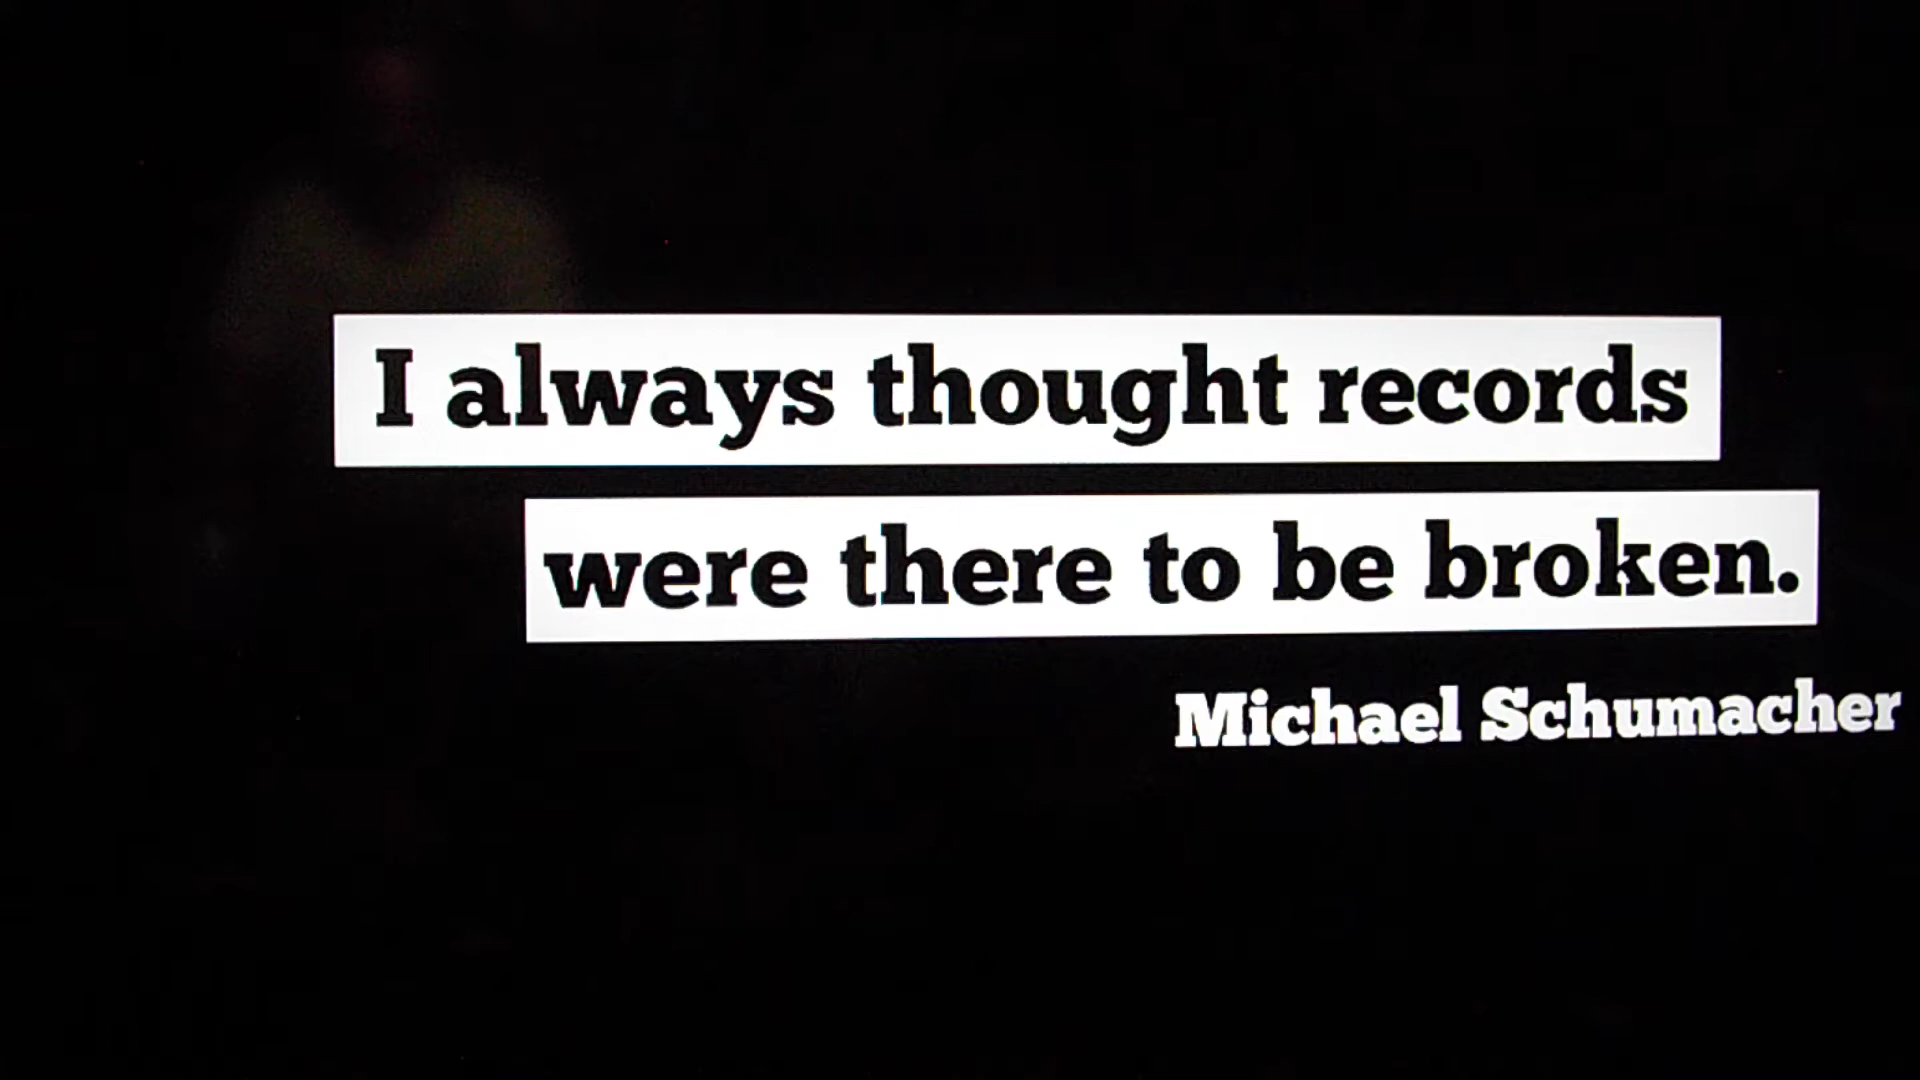 I always thought records
were there to be broken.
Michael Schumacher